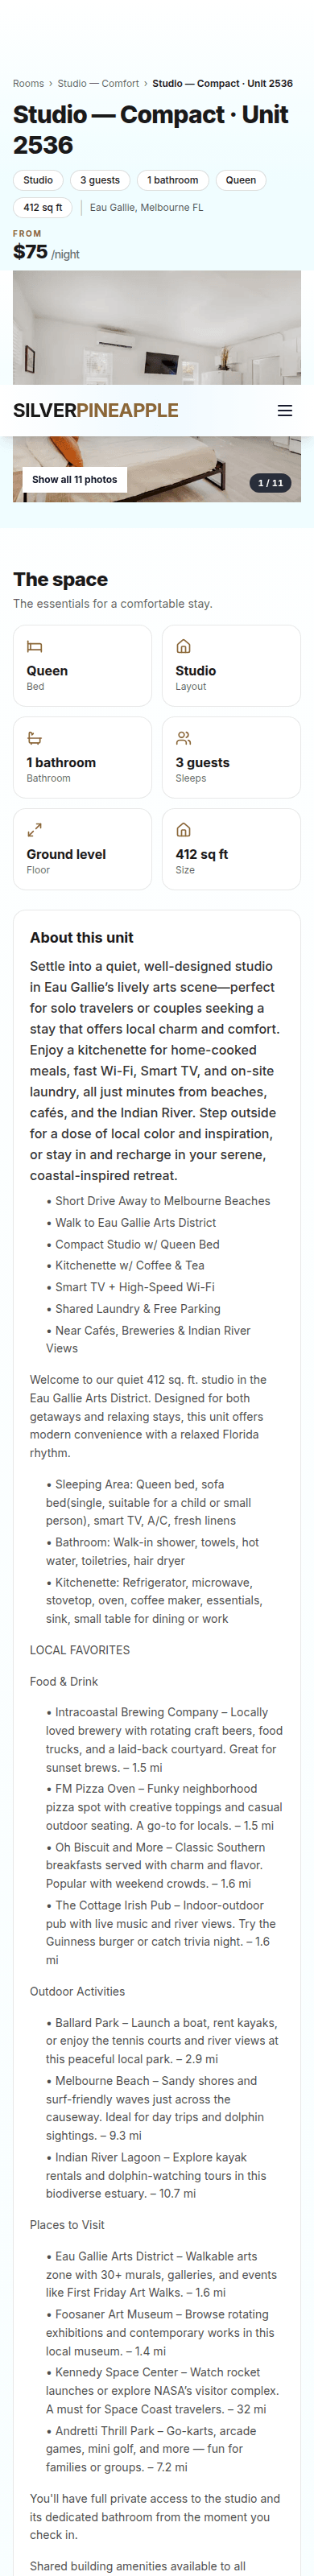 Rooms › Studio — Comfort › Studio — Compact · Unit 2536
Studio — Compact · Unit
2536
Studio 3 guests 1 bathroom Queen
412 sq ft Eau Gallie, Melbourne FL
FROM
$75 /night
SILVERPINEAPPLE
Show all 11 photos 1 / 11
The space
The essentials for a comfortable stay.
Queen
Bed
Studio
Layout
1 bathroom
Bathroom
3 guests
Sleeps
Ground level
Floor
412 sq ft
Size
About this unit
Settle into a quiet, well-designed studio
in Eau Gallie’s lively arts scene—perfect
for solo travelers or couples seeking a
stay that offers local charm and comfort.
Enjoy a kitchenette for home-cooked
meals, fast Wi-Fi, Smart TV, and on-site
laundry, all just minutes from beaches,
cafés, and the Indian River. Step outside
for a dose of local color and inspiration,
or stay in and recharge in your serene,
coastal-inspired retreat.
• Short Drive Away to Melbourne Beaches
• Walk to Eau Gallie Arts District
• Compact Studio w/ Queen Bed
• Kitchenette w/ Coffee & Tea
• Smart TV + High-Speed Wi-Fi
• Shared Laundry & Free Parking
• Near Cafés, Breweries & Indian River
Views
Welcome to our quiet 412 sq. ft. studio in the
Eau Gallie Arts District. Designed for both
getaways and relaxing stays, this unit offers
modern convenience with a relaxed Florida
rhythm.
• Sleeping Area: Queen bed, sofa
bed(single, suitable for a child or small
person), smart TV, A/C, fresh linens
• Bathroom: Walk-in shower, towels, hot
water, toiletries, hair dryer
• Kitchenette: Refrigerator, microwave,
stovetop, oven, coffee maker, essentials,
sink, small table for dining or work
LOCAL FAVORITES
Food & Drink
• Intracoastal Brewing Company – Locally
loved brewery with rotating craft beers, food
trucks, and a laid-back courtyard. Great for
sunset brews. – 1.5 mi
• FM Pizza Oven – Funky neighborhood
pizza spot with creative toppings and casual
outdoor seating. A go-to for locals. – 1.5 mi
• Oh Biscuit and More – Classic Southern
breakfasts served with charm and flavor.
Popular with weekend crowds. – 1.6 mi
• The Cottage Irish Pub – Indoor-outdoor
pub with live music and river views. Try the
Guinness burger or catch trivia night. – 1.6
mi
Outdoor Activities
• Ballard Park – Launch a boat, rent kayaks,
or enjoy the tennis courts and river views at
this peaceful local park. – 2.9 mi
• Melbourne Beach – Sandy shores and
surf-friendly waves just across the
causeway. Ideal for day trips and dolphin
sightings. – 9.3 mi
• Indian River Lagoon – Explore kayak
rentals and dolphin-watching tours in this
biodiverse estuary. – 10.7 mi
Places to Visit
• Eau Gallie Arts District – Walkable arts
zone with 30+ murals, galleries, and events
like First Friday Art Walks. – 1.6 mi
• Foosaner Art Museum – Browse rotating
exhibitions and contemporary works in this
local museum. – 1.4 mi
• Kennedy Space Center – Watch rocket
launches or explore NASA’s visitor complex.
A must for Space Coast travelers. – 32 mi
• Andretti Thrill Park – Go-karts, arcade
games, mini golf, and more — fun for
families or groups. – 7.2 mi
You'll have full private access to the studio and
its dedicated bathroom from the moment you
check in.
Shared building amenities available to all